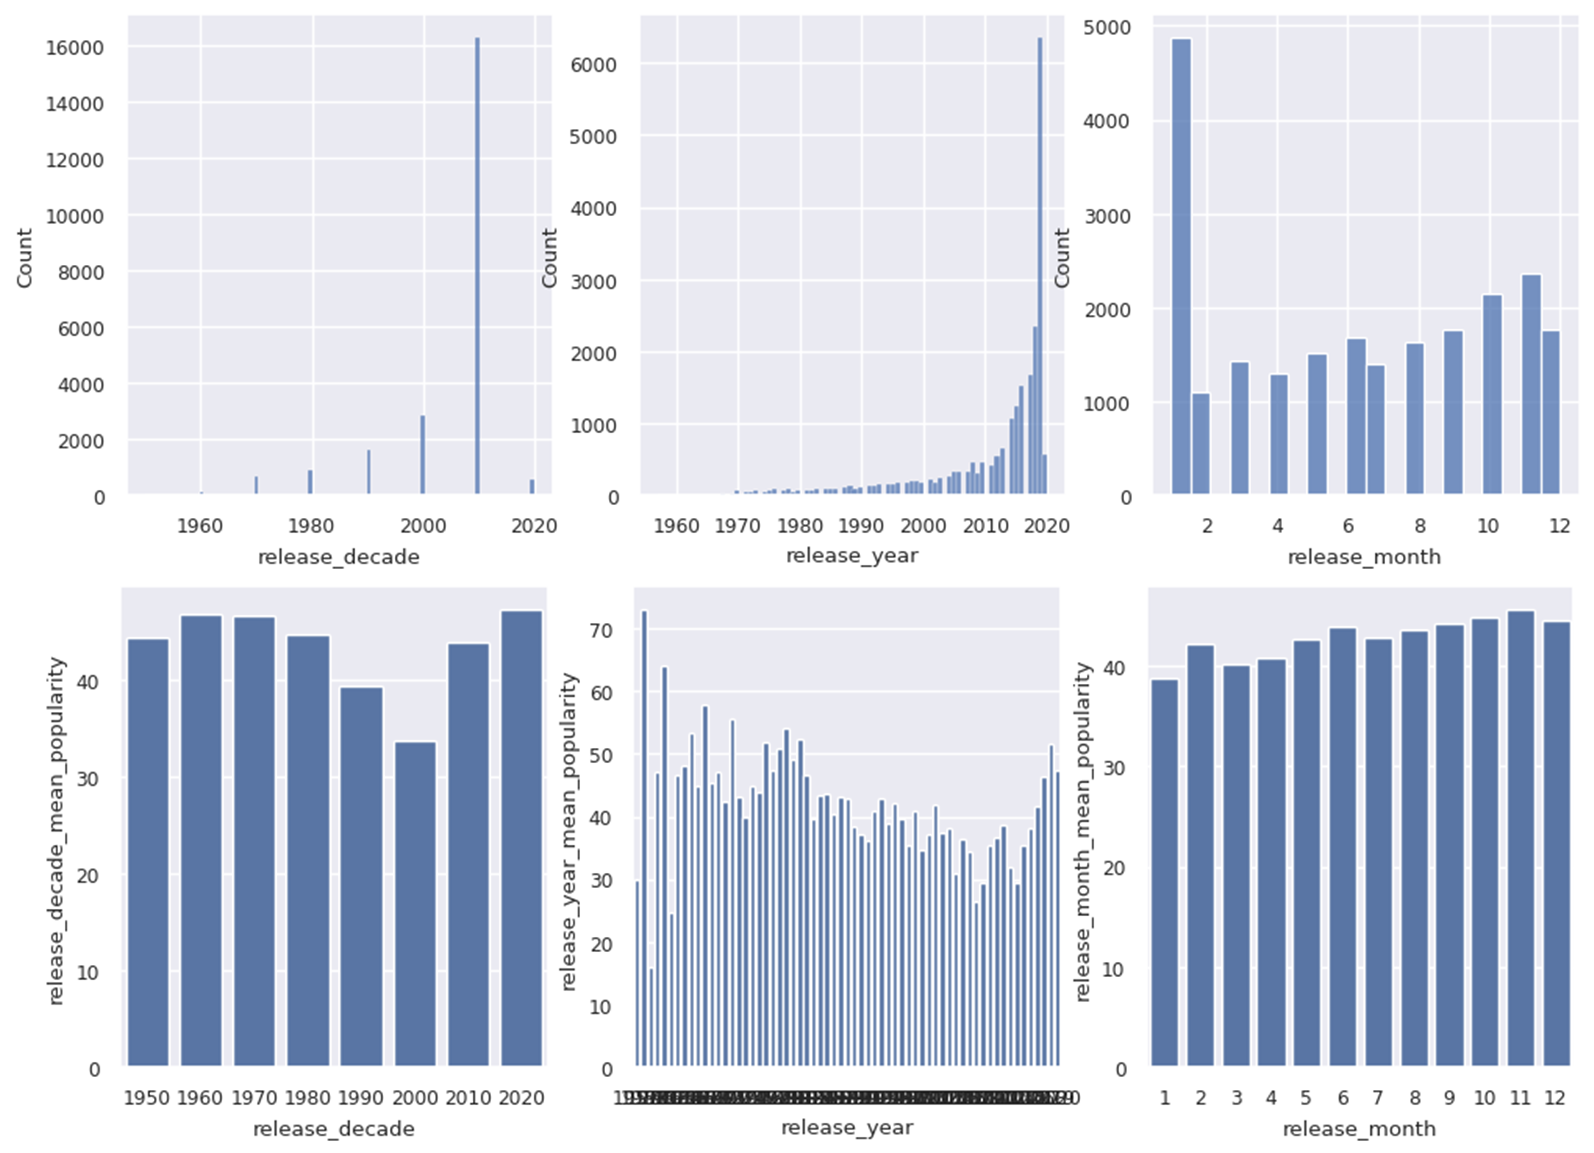 Count
16000
14000
12000
10000
8000
6000
4000
2000
0
1960 1980 2000 2020
release_decade
Count
6000
5000
4000
3000
2000
1000
0
1960 1970 1980 1990 2000 2010 2020
release_year
Count
5000
4000
3000
2000
1000
0
2 4 6 8 10 12
release_month
release_decade_mean_popularity
40
30
20
10
0
1950 1960 1970 1980 1990 2000 2010 2020
release_decade
release_year_mean_popularity
70
60
50
40
30
20
10
0
release_year
release_month_mean_popularity
40
30
20
10
0
1 2 3 4 5 6 7 8 9 10 11 12
release_month